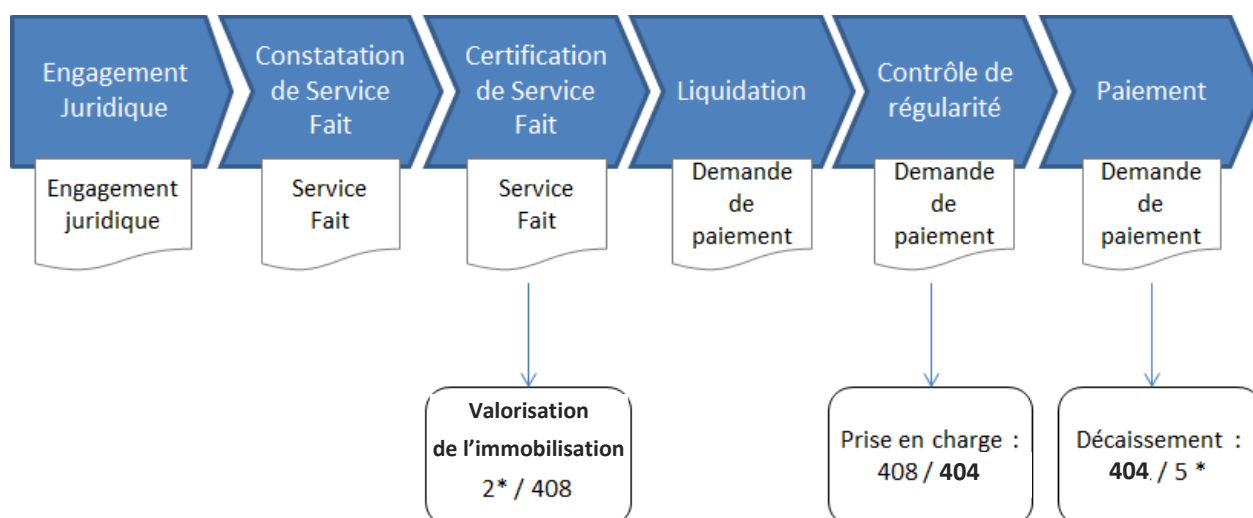 Engagement
Juridique
Constatation
de Service
Fait
Certification
de Service
Fait
Liquidation
Contrôle de
régularité
Paiement
Engagement
juridique
Service
Fait
Service
Fait
Demande
de
paiement
Demande
de
paiement
Demande
de
paiement
Valorisation
de l’immobilisation
2* / 408
Prise en charge :
408 / 404
Décaissement :
404. / 5 *